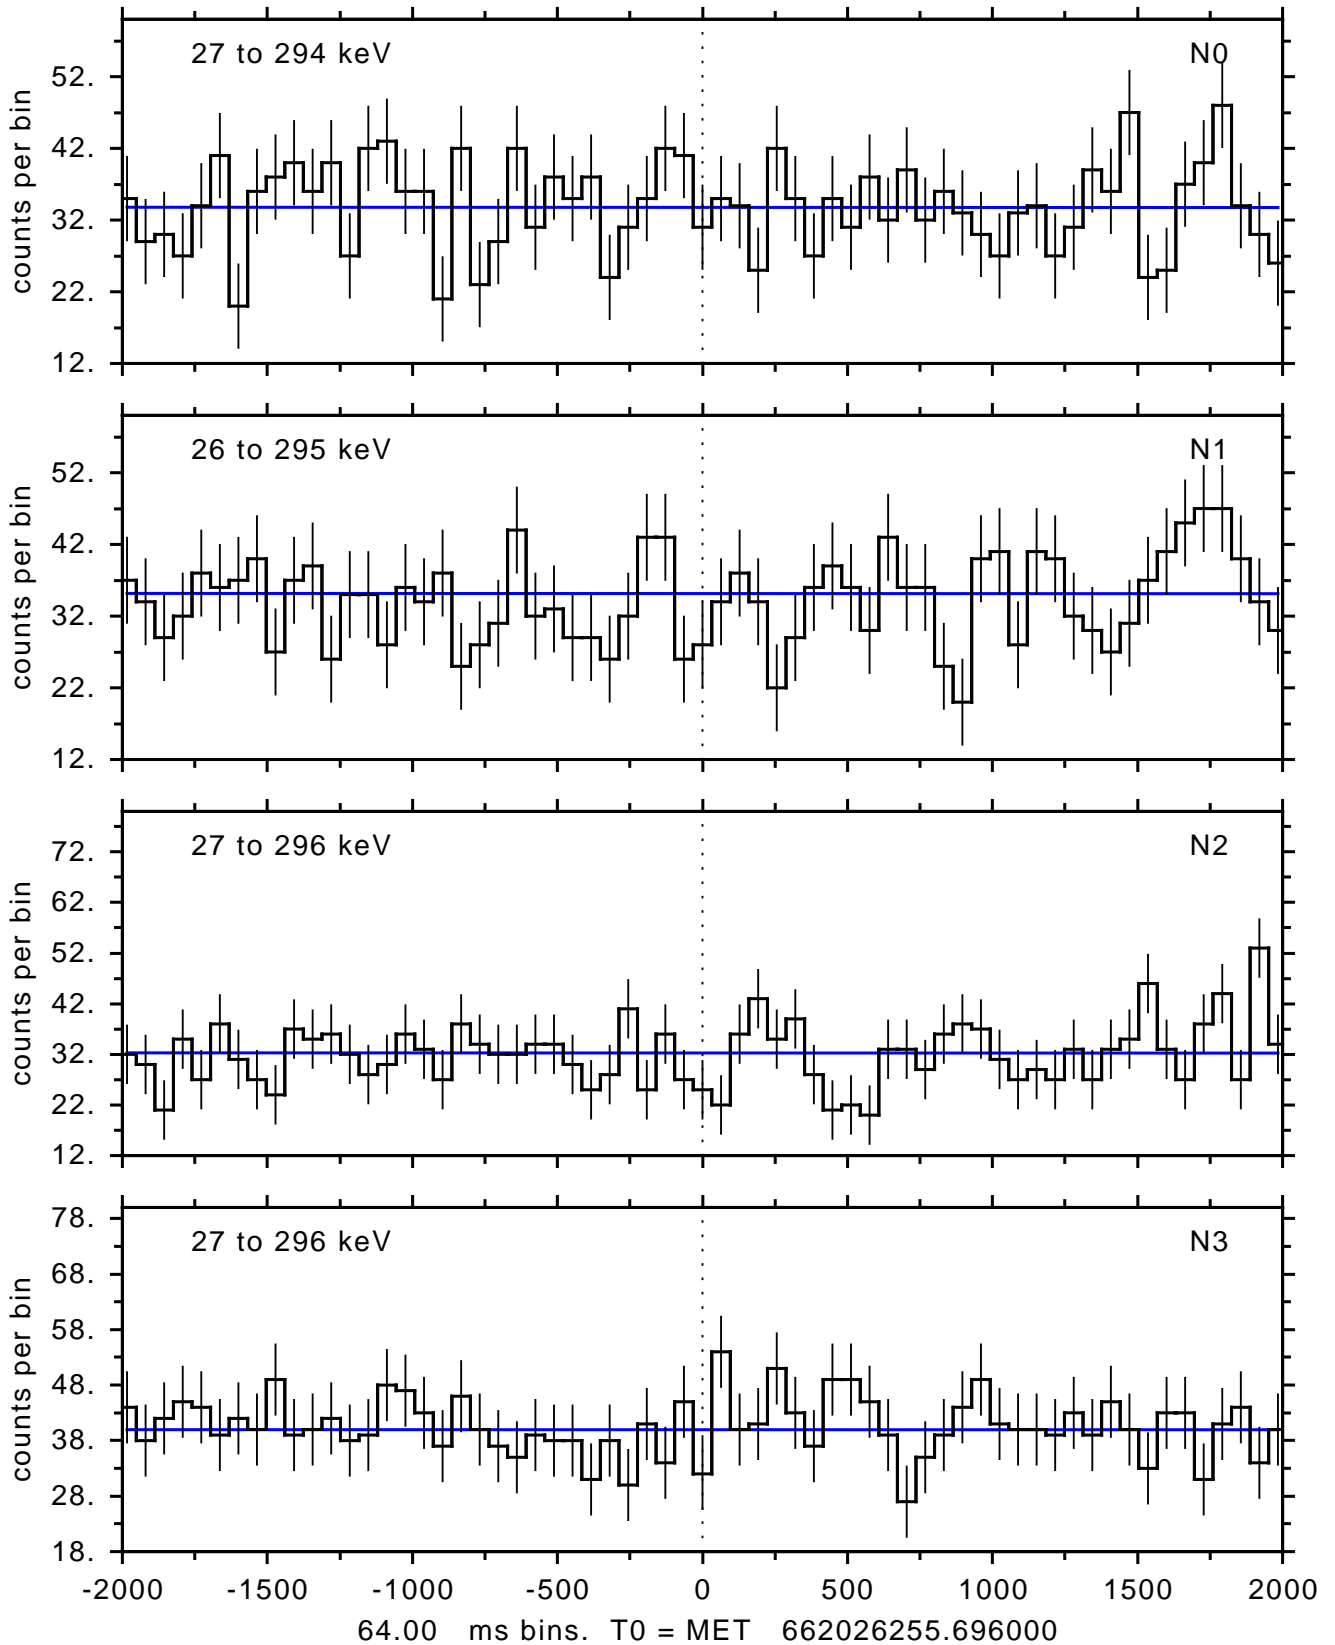 27 to 294 keV N0
52.
42.
32.
22.
12.
counts per bin
26 to 295 keV N1
52.
42.
32.
22.
12.
counts per bin
27 to 296 keV N2
72.
62.
52.
42.
32.
22.
12.
counts per bin
27 to 296 keV N3
78.
68.
58.
48.
38.
28.
18.
counts per bin
-2000 -1500 -1000 -500 0 500 1000 1500 2000
64.00 ms bins. T0 = MET 662026255.696000